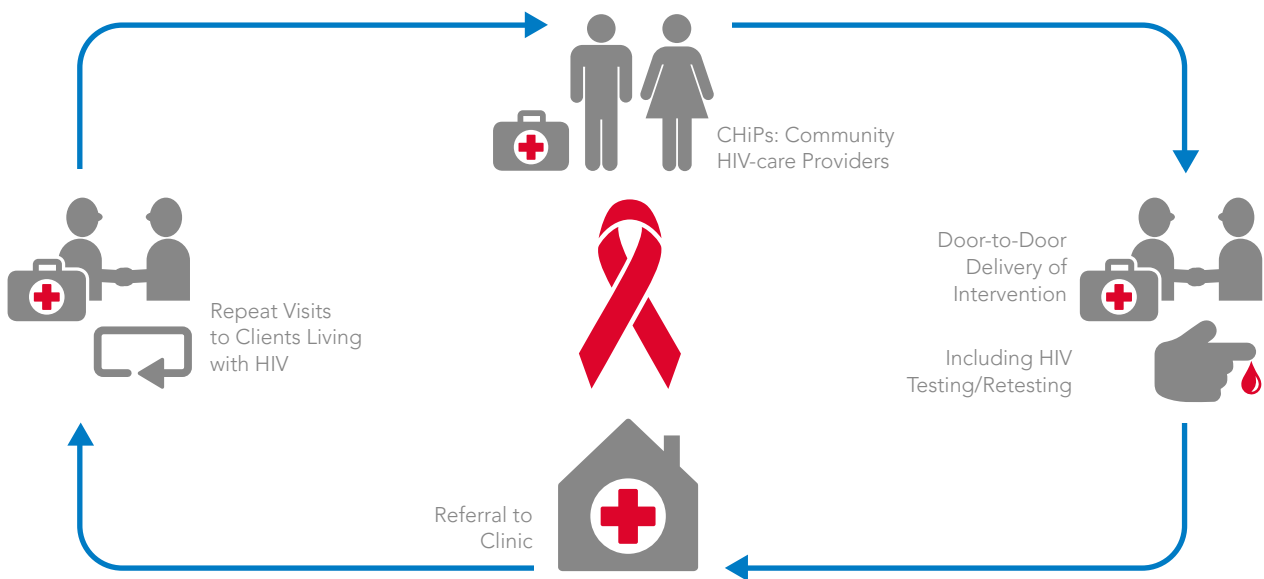 CHiPs: Community
HIV-care Providers
Door-to-Door
Delivery of
Intervention
Including HIV
Testing/Retesting
Referral to
Clinic
Repeat Visits
to Clients Living
with HIV